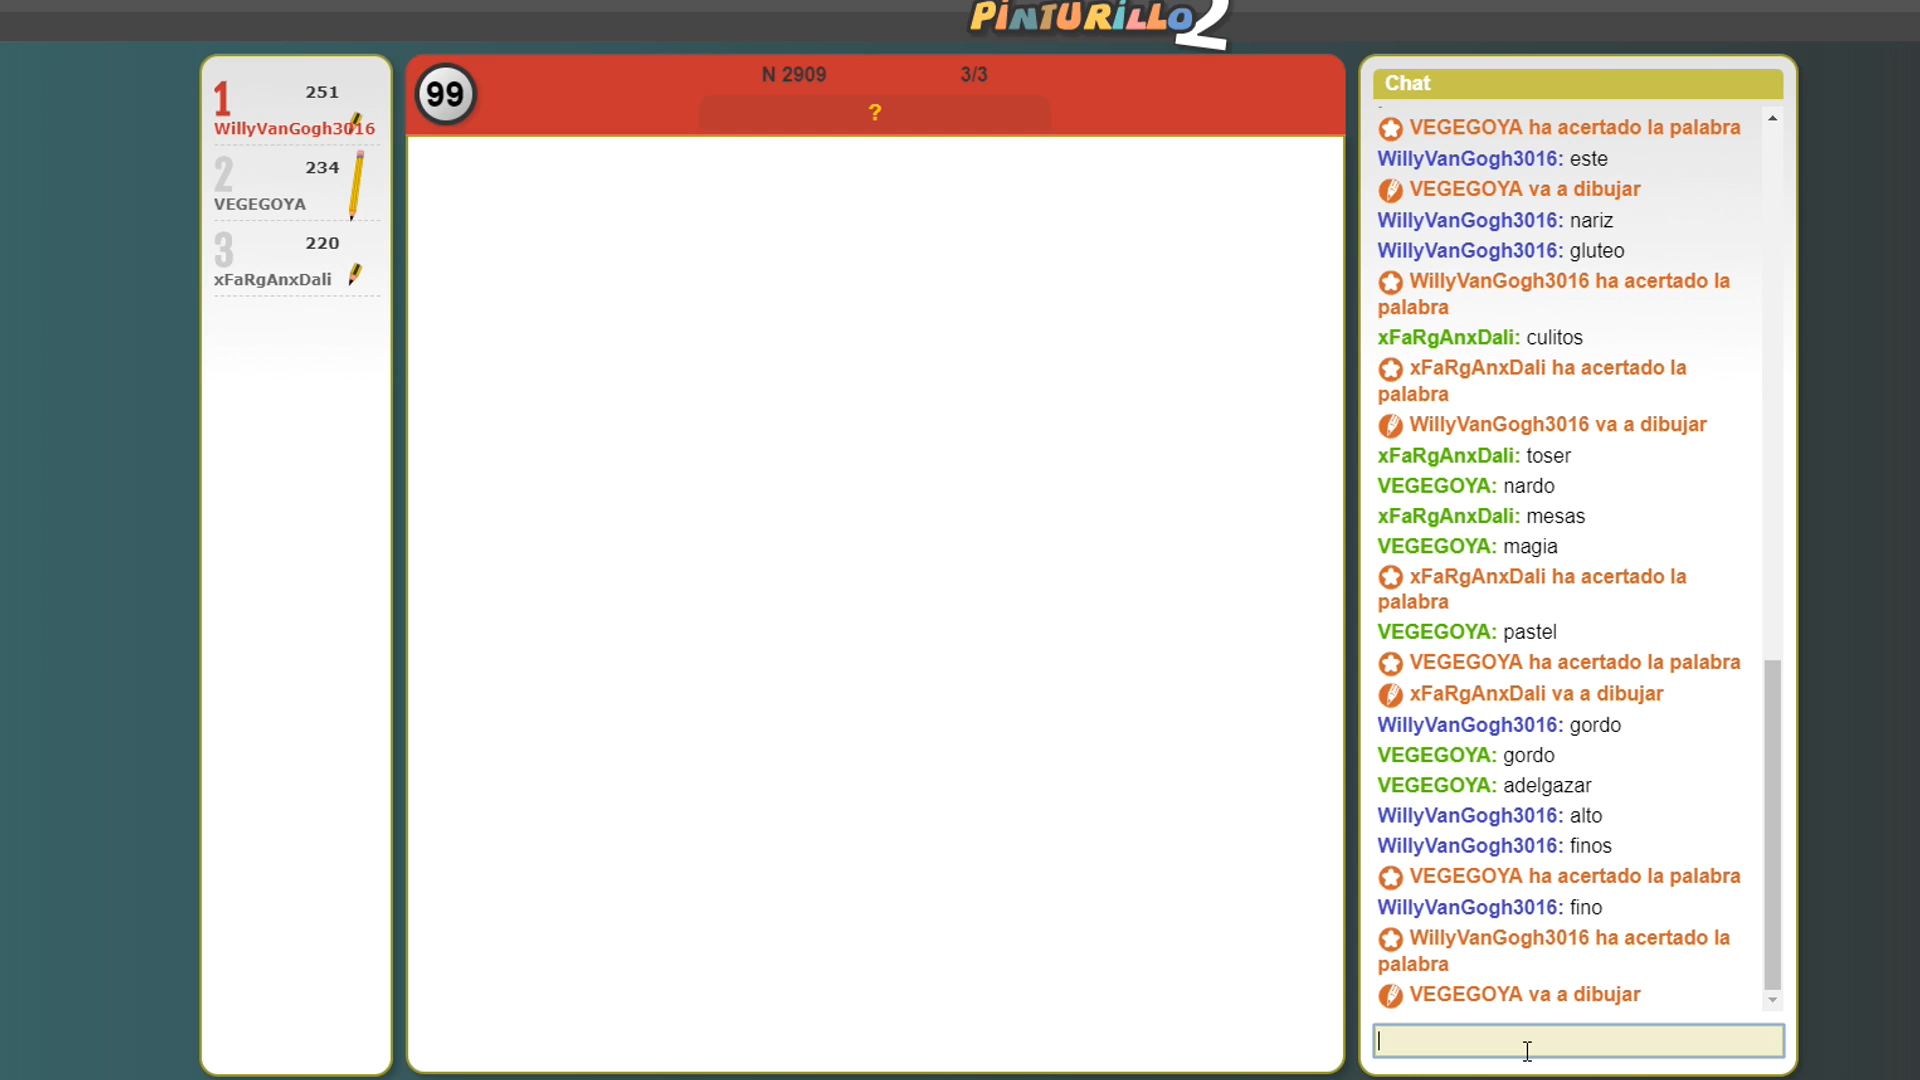 PINTURILLO 2
1 251
WillyVanGogh3016
2 234
VEGEGOYA
3 220
xFaRgAnxDali
99
N 2909 3/3
?
Chat
VEGEGOYA ha acertado la palabra
WillyVanGogh3016: este
VEGEGOYA va a dibujar
WillyVanGogh3016: nariz
WillyVanGogh3016: gluteo
WillyVanGogh3016 ha acertado la
palabra
xFaRgAnxDali: culitos
xFaRgAnxDali ha acertado la
palabra
WillyVanGogh3016 va a dibujar
xFaRgAnxDali: toser
VEGEGOYA: nardo
xFaRgAnxDali: mesas
VEGEGOYA: magia
xFaRgAnxDali ha acertado la
palabra
VEGEGOYA: pastel
VEGEGOYA ha acertado la palabra
xFaRgAnxDali va a dibujar
WillyVanGogh3016: gordo
VEGEGOYA: gordo
VEGEGOYA: adelgazar
WillyVanGogh3016: alto
WillyVanGogh3016: finos
VEGEGOYA ha acertado la palabra
WillyVanGogh3016: fino
WillyVanGogh3016 ha acertado la
palabra
VEGEGOYA va a dibujar